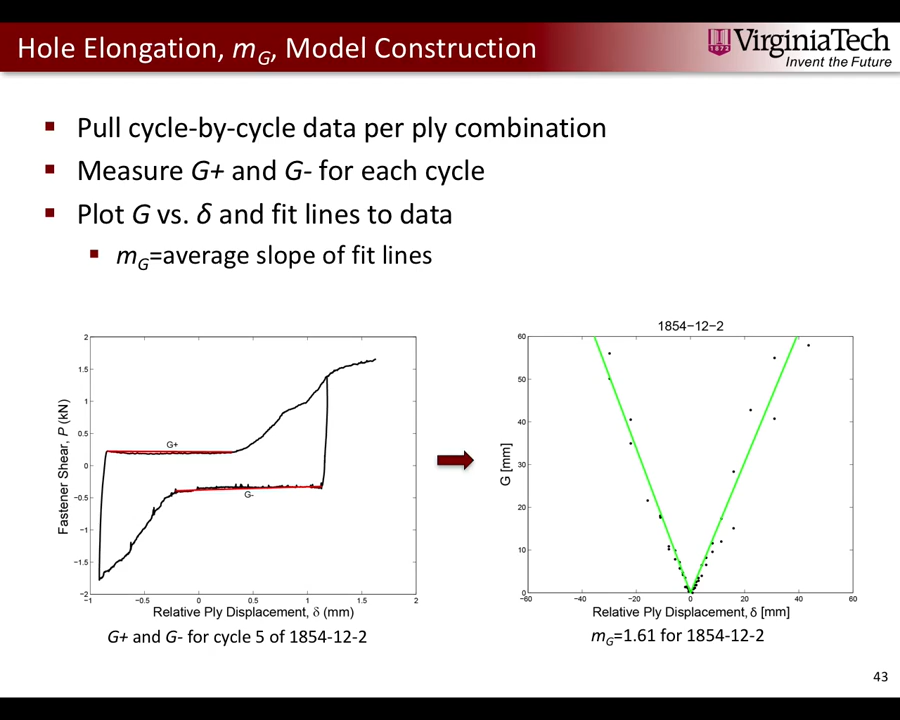 Hole Elongation, mG, Model Construction
1872
VirginiaTech
Invent the Future
Pull cycle-by-cycle data per ply combination
Measure G+ and G- for each cycle
Plot G vs. δ and fit lines to data
mG=average slope of fit lines
2
1.5
1
0.5
0
−0.5
−1
−1.5
−2
Fastener Shear, P (kN)
G+
G-
−1 −0.5 0 0.5 1 1.5 2
Relative Ply Displacement, δ (mm)
G+ and G- for cycle 5 of 1854-12-2
1854−12−2
60
50
40
30
20
10
0
G [mm]
−60 −40 −20 0 20 40 60
Relative Ply Displacement, δ [mm]
mG=1.61 for 1854-12-2
43